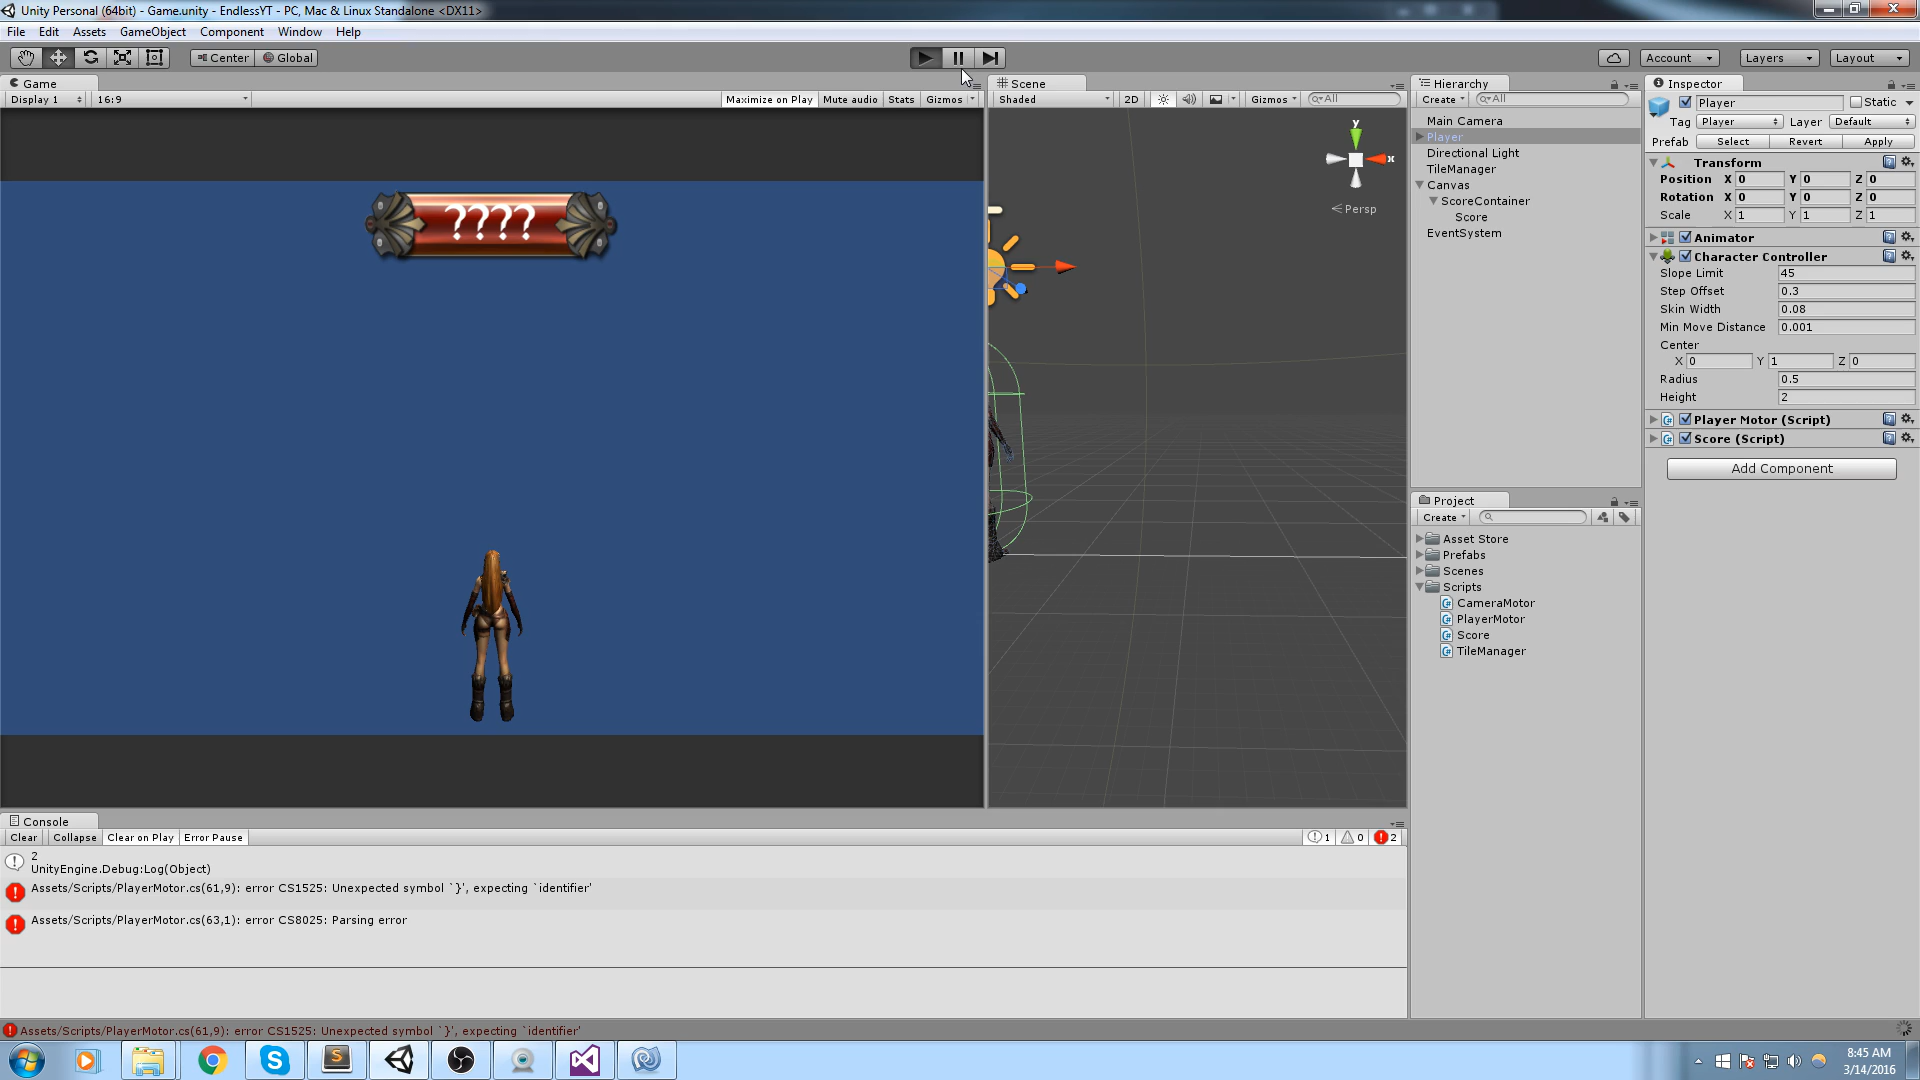 Unity Personal (64bit) - Game.unity - EndlessYT - PC, Mac & Linux Standalone <DX11>
File Edit Assets GameObject Component Window Help
Center Global Account Layers Layout
Game
Display 1 16:9 Maximize on Play Mute audio Stats Gizmos
????
Scene
Shaded 2D Gizmos All
y
x
Persp
Hierarchy
Create All
Main Camera
Player
Directional Light
TileManager
Canvas
ScoreContainer
Score
EventSystem
Project
Create
Asset Store
Prefabs
Scenes
Scripts
CameraMotor
PlayerMotor
Score
TileManager
Inspector
Player Static
Tag Player Layer Default
Prefab Select Revert Apply
Transform
Position X 0 Y 0 Z 0
Rotation X 0 Y 0 Z 0
Scale X 1 Y 1 Z 1
Animator
Character Controller
Slope Limit 45
Step Offset 0.3
Skin Width 0.08
Min Move Distance 0.001
Center
X 0 Y 1 Z 0
Radius 0.5
Height 2
Player Motor (Script)
Score (Script)
Add Component
Console
Clear Collapse Clear on Play Error Pause 1 0 2
2
UnityEngine.Debug:Log(Object)
Assets/Scripts/PlayerMotor.cs(61,9): error CS1525: Unexpected symbol `}', expecting `identifier'
Assets/Scripts/PlayerMotor.cs(63,1): error CS8025: Parsing error
Assets/Scripts/PlayerMotor.cs(61,9): error CS1525: Unexpected symbol `}', expecting `identifier'
8:45 AM
3/14/2016